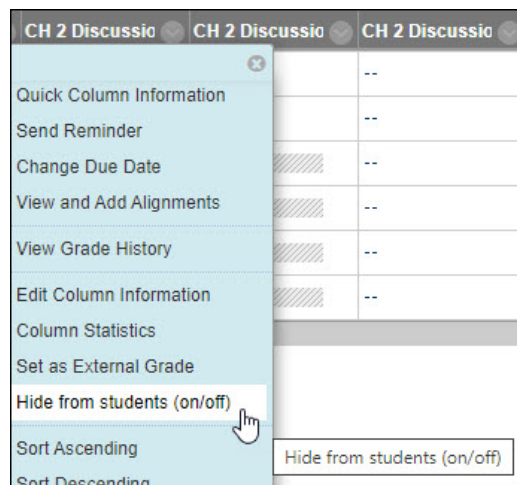 CH 2 Discussio CH 2 Discussio CH 2 Discussio
--
Quick Column Information
Send Reminder
--
Change Due Date
--
View and Add Alignments
--
View Grade History
--
Edit Column Information
--
Column Statistics
Set as External Grade
Hide from students (on/off)
Sort Ascending
Hide from students (on/off)
Sort Descending